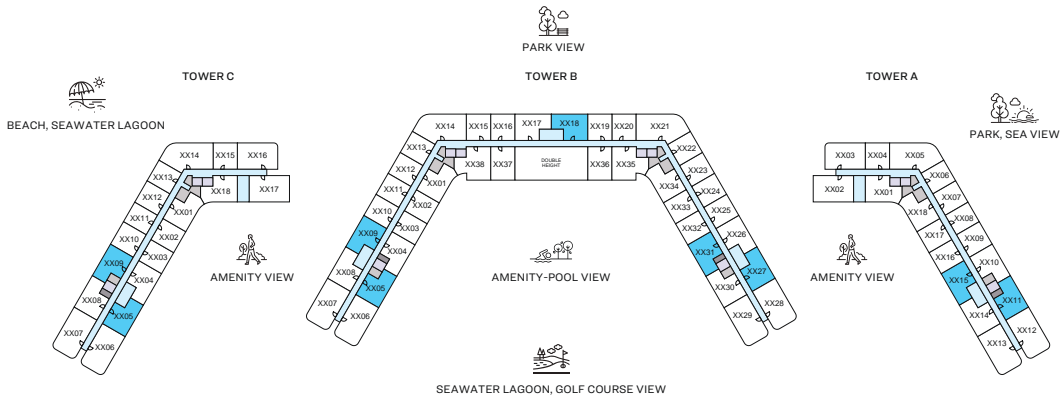 PARK VIEW
TOWER C
TOWER B
TOWER A
BEACH, SEAWATER LAGOON
PARK, SEA VIEW
XX14
XX15
XX16
XX13
XX18
XX17
XX12
XX01
XX11
XX02
XX10
XX03
XX09
XX04
XX08
XX05
XX07
XX06
AMENITY VIEW
XX14
XX15
XX16
XX17
XX18
XX19
XX20
XX21
XX13
XX38
XX37
DOUBLE
HEIGHT
XX36
XX35
XX22
XX12
XX01
XX34
XX23
XX11
XX02
XX33
XX24
XX10
XX03
XX32
XX25
XX09
XX04
XX31
XX26
XX08
XX05
XX30
XX27
XX07
XX06
XX29
XX28
AMENITY-POOL VIEW
XX03
XX04
XX05
XX02
XX01
XX06
XX18
XX07
XX17
XX08
XX16
XX09
XX15
XX10
XX14
XX11
XX13
XX12
AMENITY VIEW
SEAWATER LAGOON, GOLF COURSE VIEW